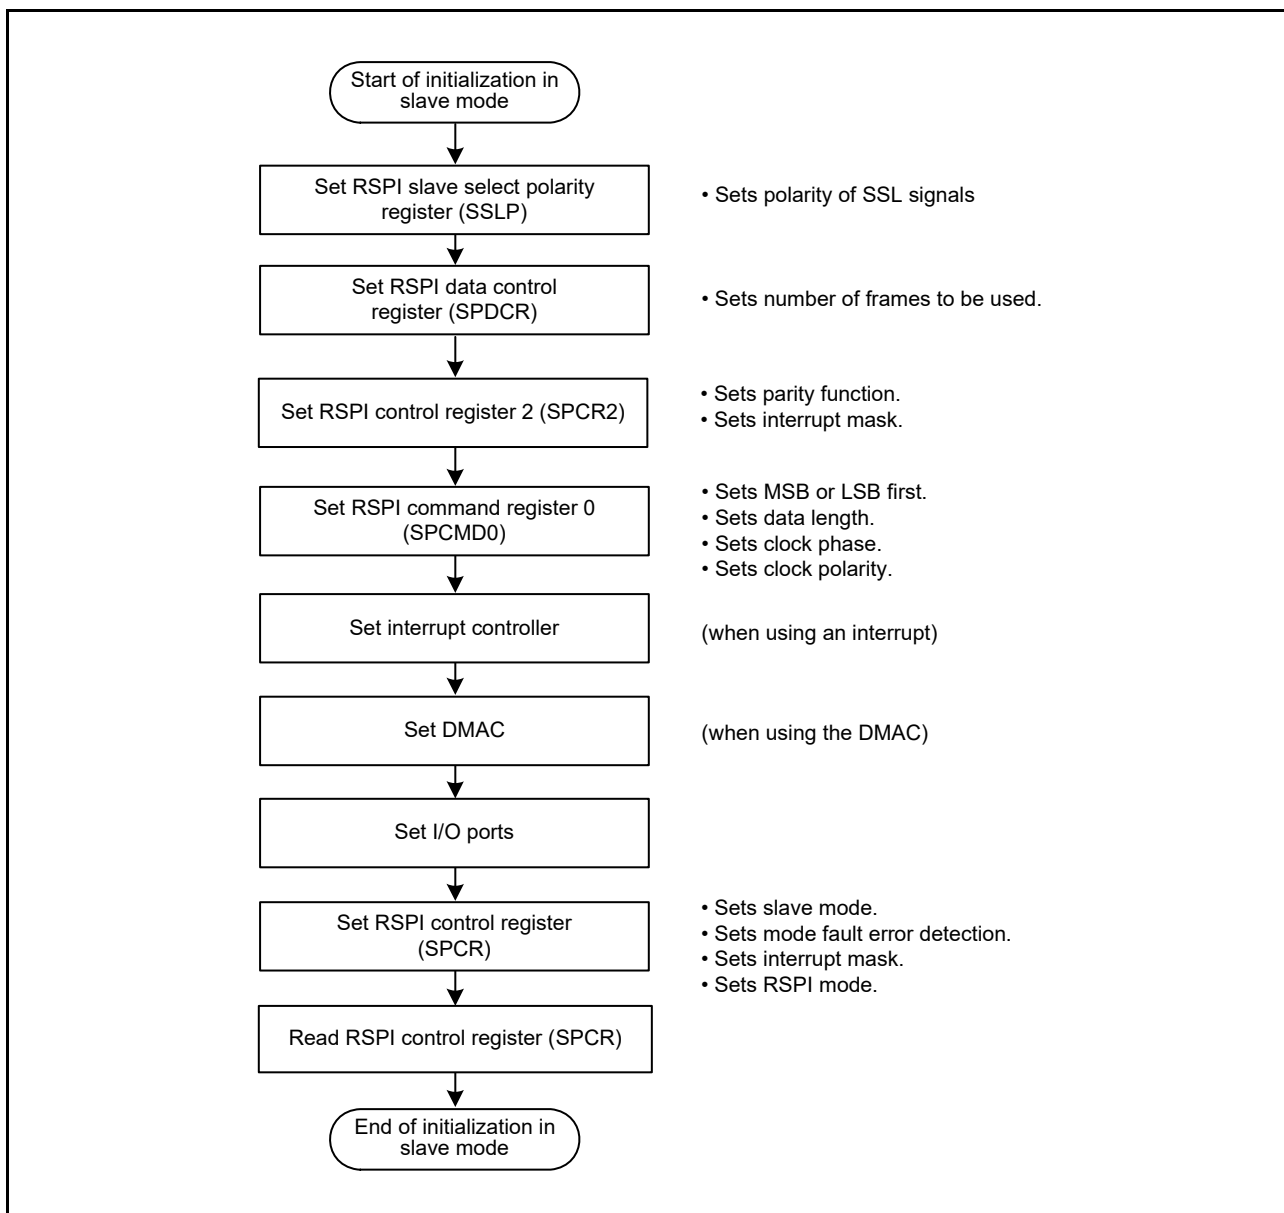 Start of initialization in
slave mode
Set RSPI slave select polarity
register (SSLP)
• Sets polarity of SSL signals
Set RSPI data control
register (SPDCR)
• Sets number of frames to be used.
Set RSPI control register 2 (SPCR2)
• Sets parity function.
• Sets interrupt mask.
Set RSPI command register 0
(SPCMD0)
• Sets MSB or LSB first.
• Sets data length.
• Sets clock phase.
• Sets clock polarity.
Set interrupt controller
(when using an interrupt)
Set DMAC
(when using the DMAC)
Set I/O ports
Set RSPI control register
(SPCR)
• Sets slave mode.
• Sets mode fault error detection.
• Sets interrupt mask.
• Sets RSPI mode.
Read RSPI control register (SPCR)
End of initialization in
slave mode